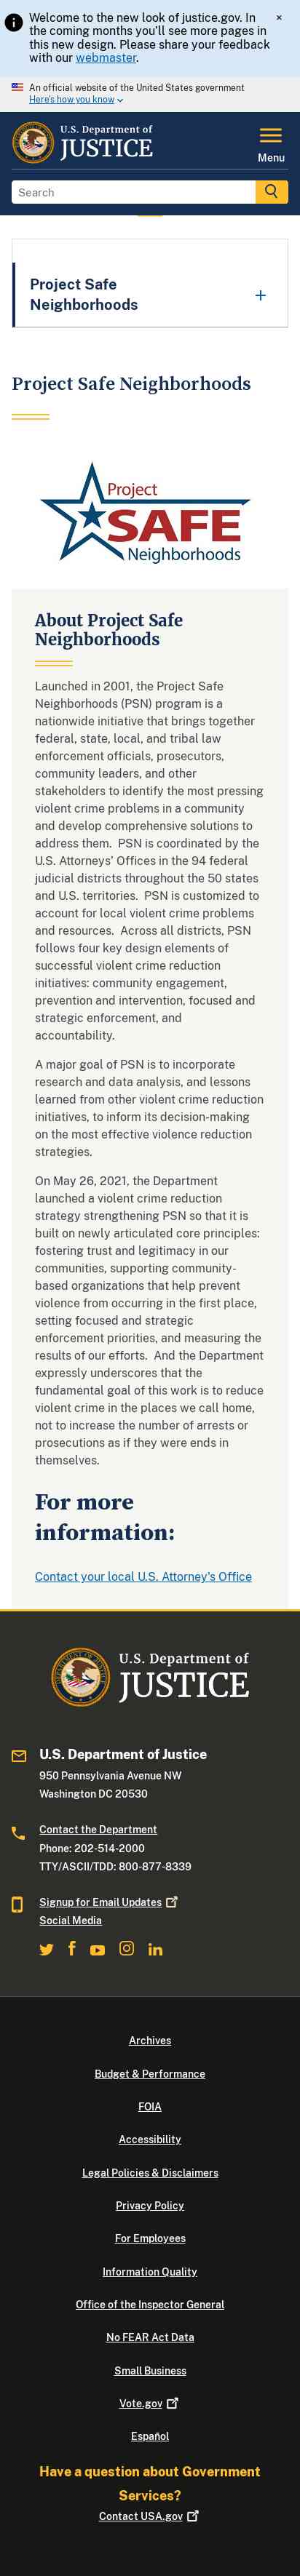 Welcome to the new look of justice.gov. In
the coming months you'll see more pages in
this new design. Please share your feedback
with our webmaster.
×
An official website of the United States government
Here's how you know
U.S. Department of
JUSTICE
Menu
Search
Project Safe
Neighborhoods
+
Project Safe Neighborhoods
Project
SAFE
Neighborhoods
About Project Safe
Neighborhoods
Launched in 2001, the Project Safe
Neighborhoods (PSN) program is a
nationwide initiative that brings together
federal, state, local, and tribal law
enforcement officials, prosecutors,
community leaders, and other
stakeholders to identify the most pressing
violent crime problems in a community
and develop comprehensive solutions to
address them.  PSN is coordinated by the
U.S. Attorneys' Offices in the 94 federal
judicial districts throughout the 50 states
and U.S. territories.  PSN is customized to
account for local violent crime problems
and resources.  Across all districts, PSN
follows four key design elements of
successful violent crime reduction
initiatives: community engagement,
prevention and intervention, focused and
strategic enforcement, and
accountability.
A major goal of PSN is to incorporate
research and data analysis, and lessons
learned from other violent crime reduction
initiatives, to inform its decision-making
on the most effective violence reduction
strategies.
On May 26, 2021, the Department
launched a violent crime reduction
strategy strengthening PSN so that it is
built on newly articulated core principles:
fostering trust and legitimacy in our
communities, supporting community-
based organizations that help prevent
violence from occurring in the first place,
setting focused and strategic
enforcement priorities, and measuring the
results of our efforts.  And the Department
expressly underscores that the
fundamental goal of this work is to reduce
violent crime in the places we call home,
not to increase the number of arrests or
prosecutions as if they were ends in
themselves.
For more
information:
Contact your local U.S. Attorney's Office
U.S. Department of
JUSTICE
U.S. Department of Justice
950 Pennsylvania Avenue NW
Washington DC 20530
Contact the Department
Phone: 202-514-2000
TTY/ASCII/TDD: 800-877-8339
Signup for Email Updates
Social Media
Archives
Budget & Performance
FOIA
Accessibility
Legal Policies & Disclaimers
Privacy Policy
For Employees
Information Quality
Office of the Inspector General
No FEAR Act Data
Small Business
Vote.gov
Español
Have a question about Government
Services?
Contact USA.gov